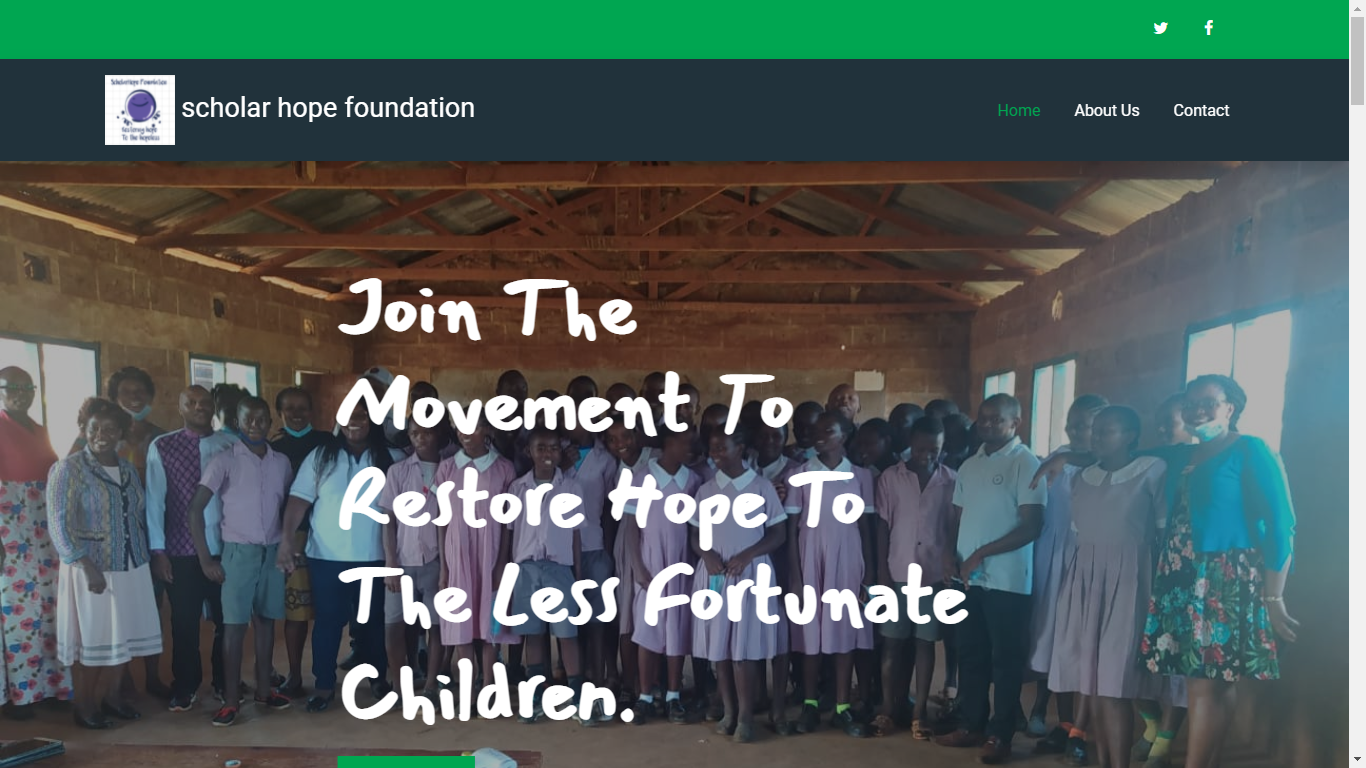 ScholarHope Foundation
Restoring hope
To the hopeless
scholar hope foundation
Home
About Us
Contact
Join The
Movement To
Restore Hope To
The Less Fortunate
Children.